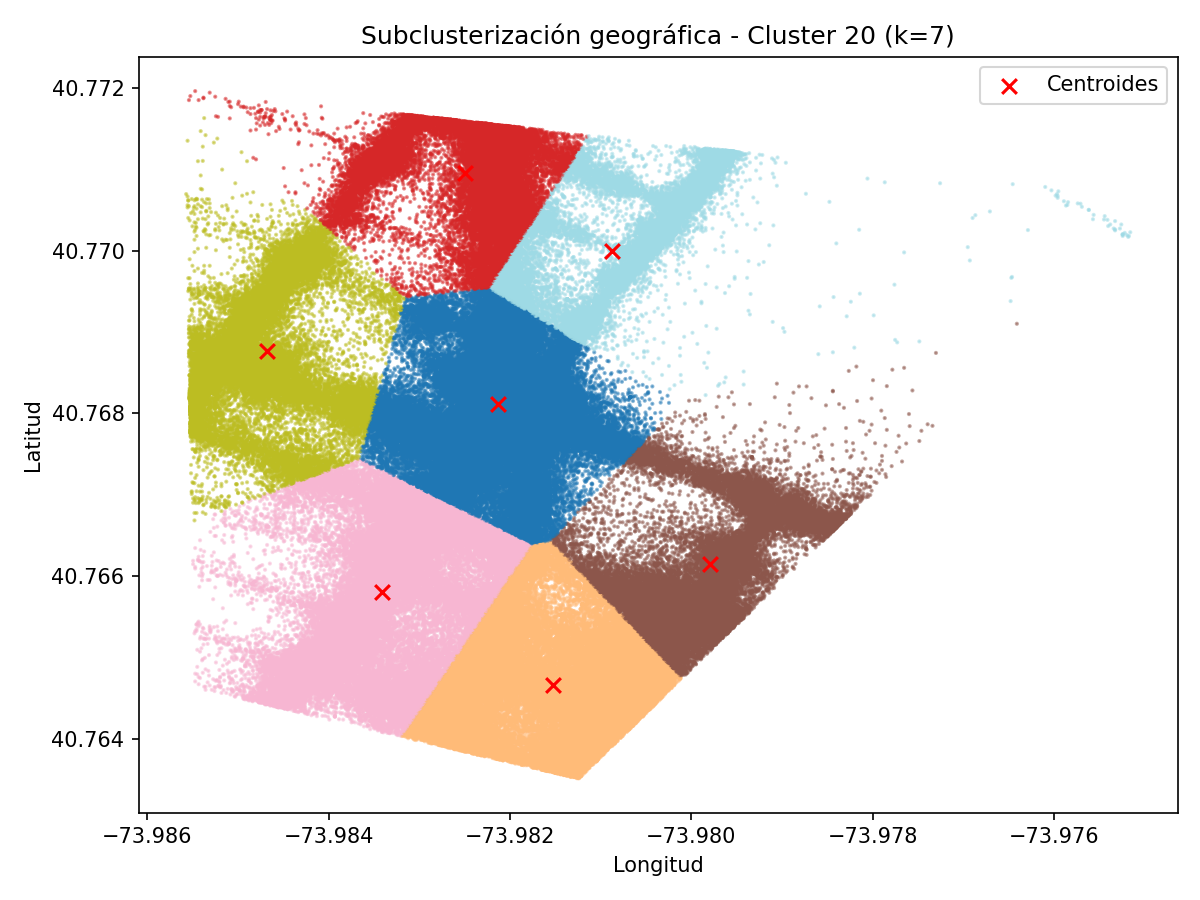 Subclusterización geográfica - Cluster 20 (k=7)
Centroides
40.772
40.770
40.768
40.766
40.764
Latitud
−73.986 −73.984 −73.982 −73.980 −73.978 −73.976
Longitud